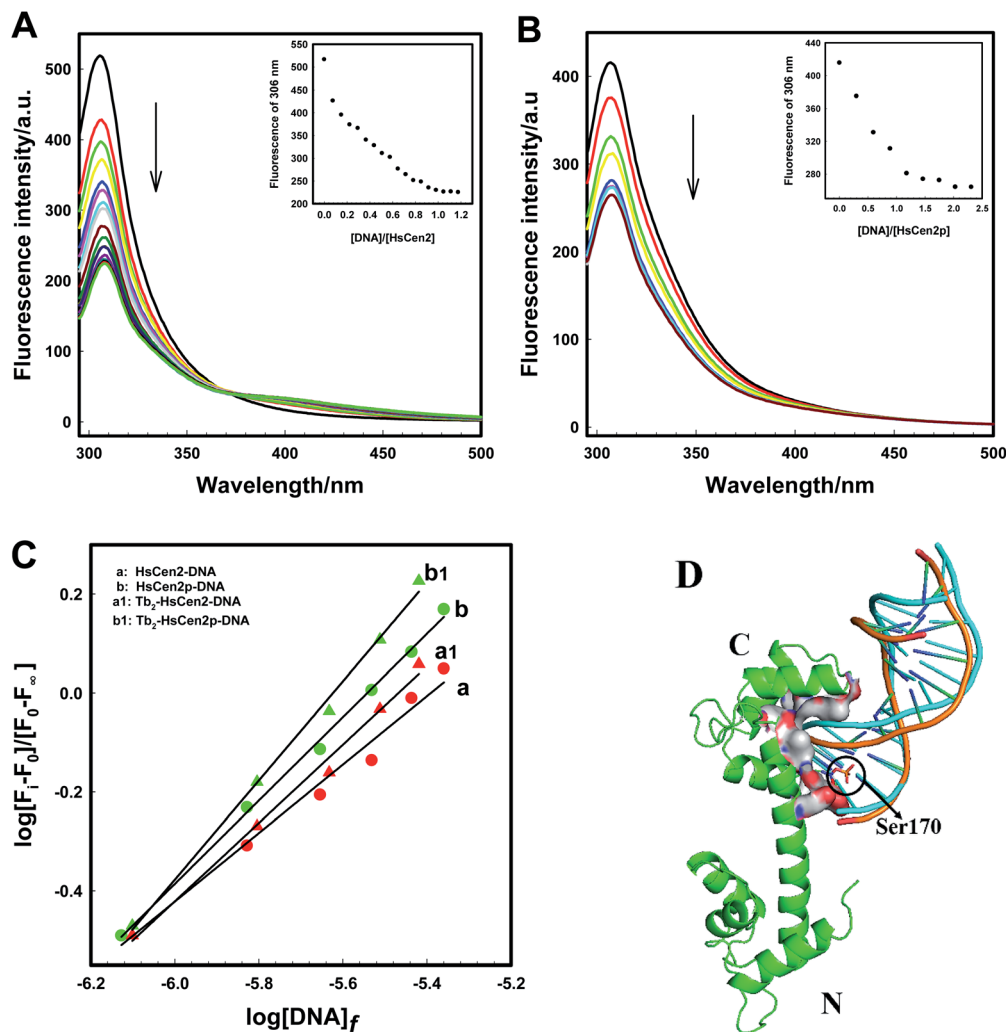 A
Fluorescence intensity/a.u.
500
400
300
200
100
0
300
350
400
450
500
Wavelength/nm
Fluorescence of 306 nm
550
500
450
400
350
300
250
200
0.0 0.2 0.4 0.6 0.8 1.0 1.2
[DNA]/[HsCen2]
B
Fluorescence intensity/a.u
400
300
200
100
0
300
350
400
450
500
Wavelength/nm
Fluorescence of 306 nm
440
400
360
320
280
0.0 0.5 1.0 1.5 2.0 2.5
[DNA]/[HsCen2p]
C
log[Fᵢ-F₀]/[F₀-F∞]
0.2
0.0
-0.2
-0.4
-6.2
-6.0
-5.8
-5.6
-5.4
-5.2
log[DNA]f
a: HsCen2-DNA
b: HsCen2p-DNA
a1: Tb₂-HsCen2-DNA
b1: Tb₂-HsCen2p-DNA
b1
b
a1
a
D
C
Ser170
N